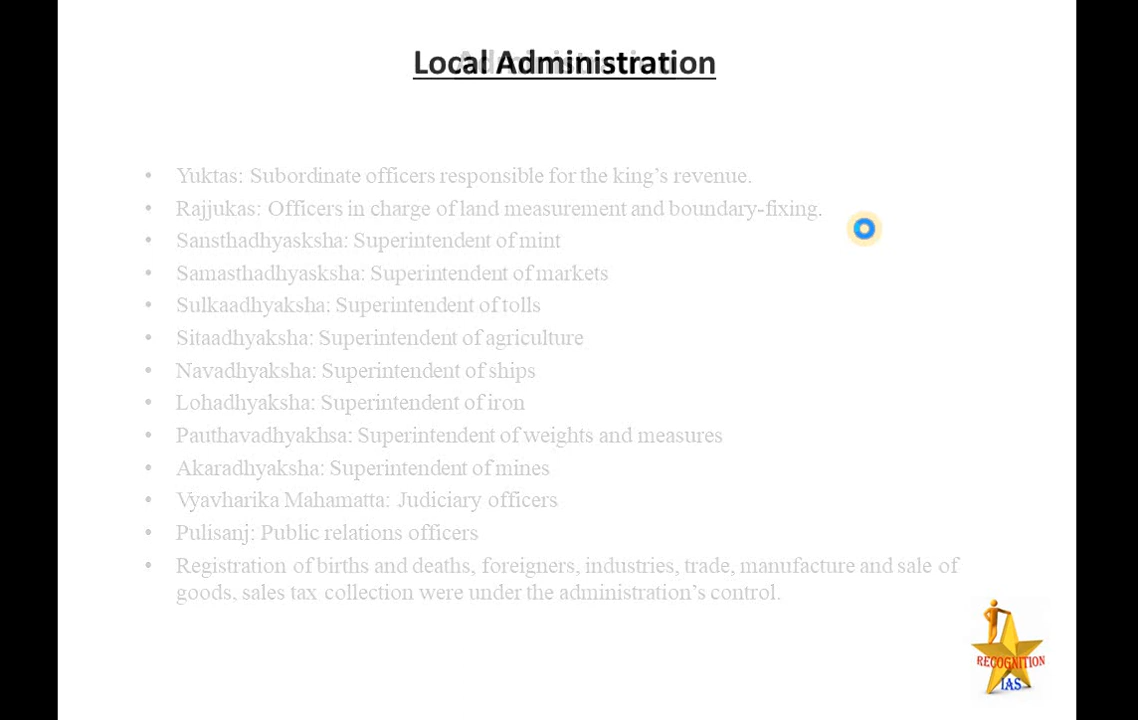 Local Administration
• Yuktas: Subordinate officers responsible for the king’s revenue.
• Rajjukas: Officers in charge of land measurement and boundary-fixing.
• Sansthadhyasksha: Superintendent of mint
• Samasthadhyasksha: Superintendent of markets
• Sulkaadhyaksha: Superintendent of tolls
• Sitaadhyaksha: Superintendent of agriculture
• Navadhyaksha: Superintendent of ships
• Lohadhyaksha: Superintendent of iron
• Pauthavadhyakhsa: Superintendent of weights and measures
• Akaradhyaksha: Superintendent of mines
• Vyavharika Mahamatta: Judiciary officers
• Pulisanj: Public relations officers
• Registration of births and deaths, foreigners, industries, trade, manufacture and sale of
goods, sales tax collection were under the administration’s control.
RECOGNITION
IAS